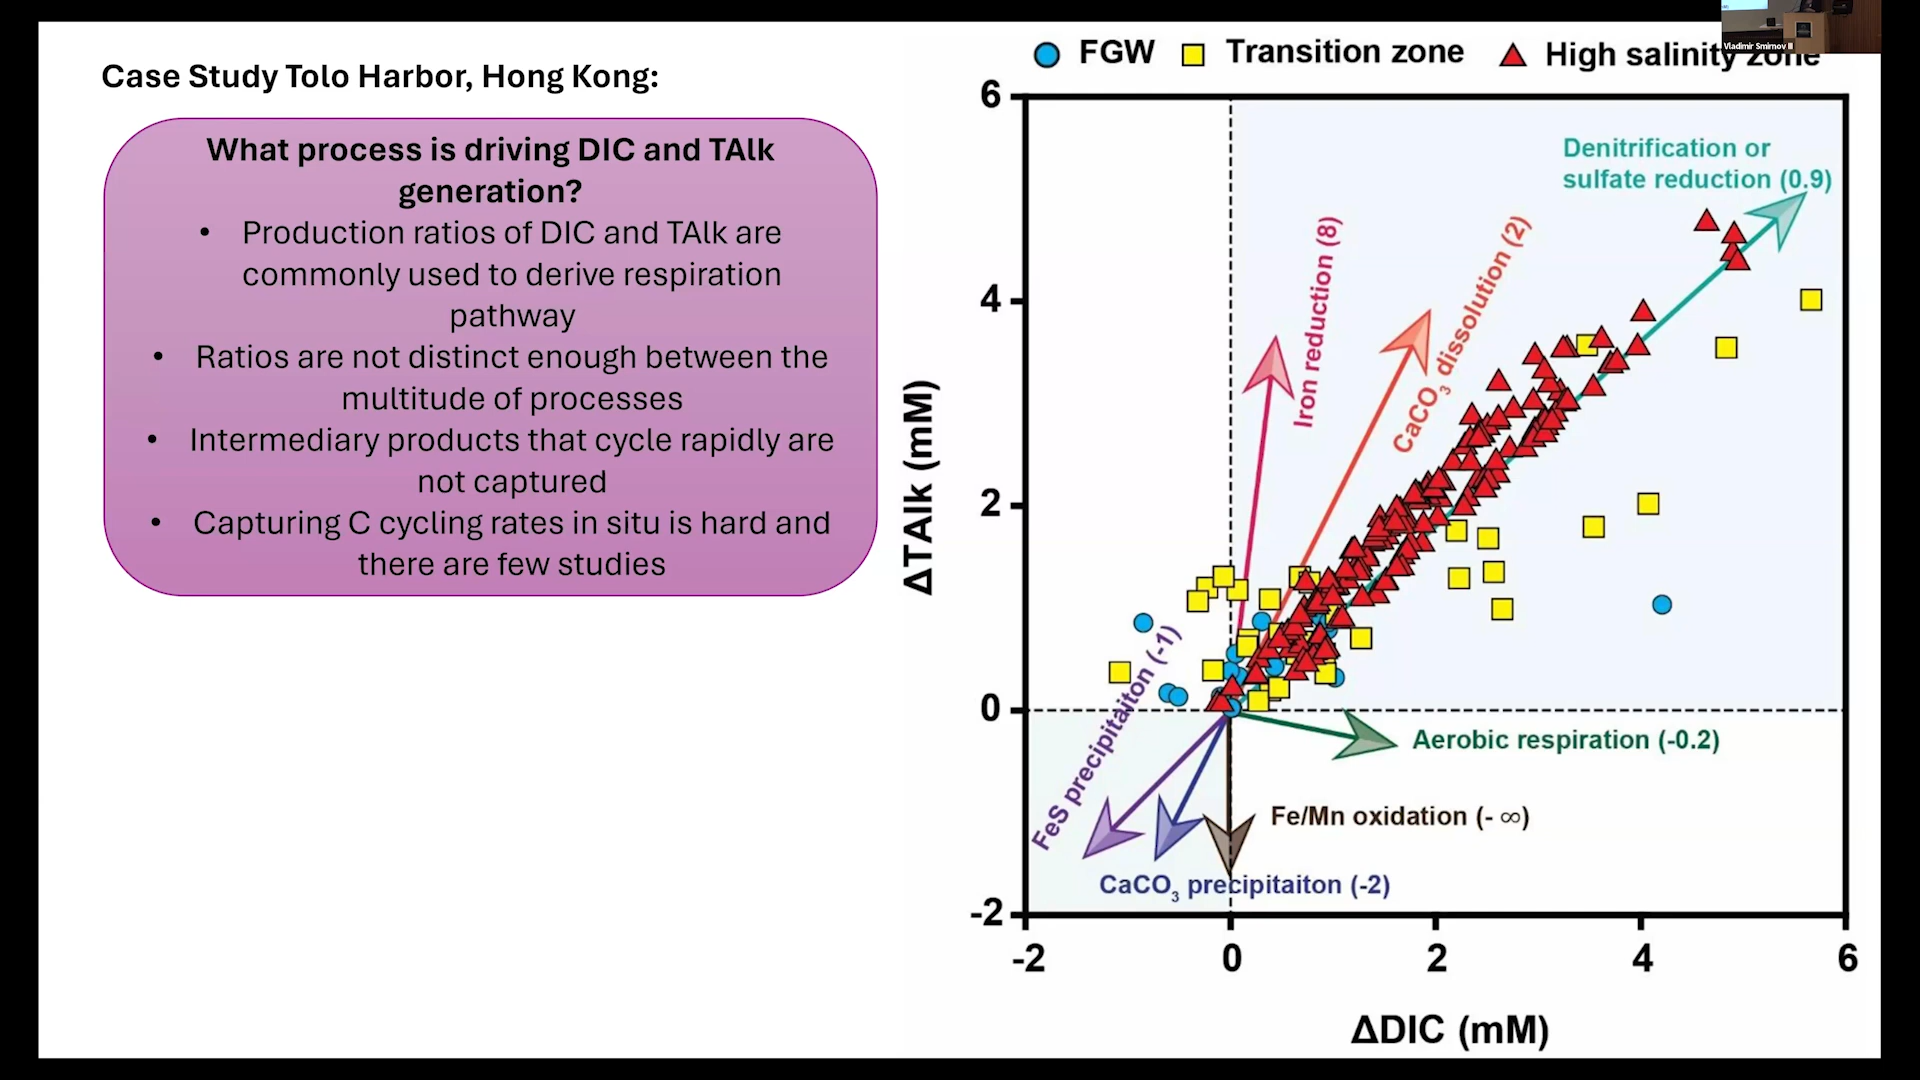 Vladimir Smirnov II
Case Study Tolo Harbor, Hong Kong:
What process is driving DIC and TAlk
generation?
• Production ratios of DIC and TAlk are
commonly used to derive respiration
pathway
• Ratios are not distinct enough between the
multitude of processes
• Intermediary products that cycle rapidly are
not captured
• Capturing C cycling rates in situ is hard and
there are few studies
FGW
Transition zone
High salinity zone
6
4
2
0
-2
ΔTAlk (mM)
Denitrification or
sulfate reduction (0.9)
Iron reduction (8)
CaCO3 dissolution (2)
FeS precipitaiton (-1)
Aerobic respiration (-0.2)
Fe/Mn oxidation (- ∞)
CaCO3 precipitaiton (-2)
-2 0 2 4 6
ΔDIC (mM)